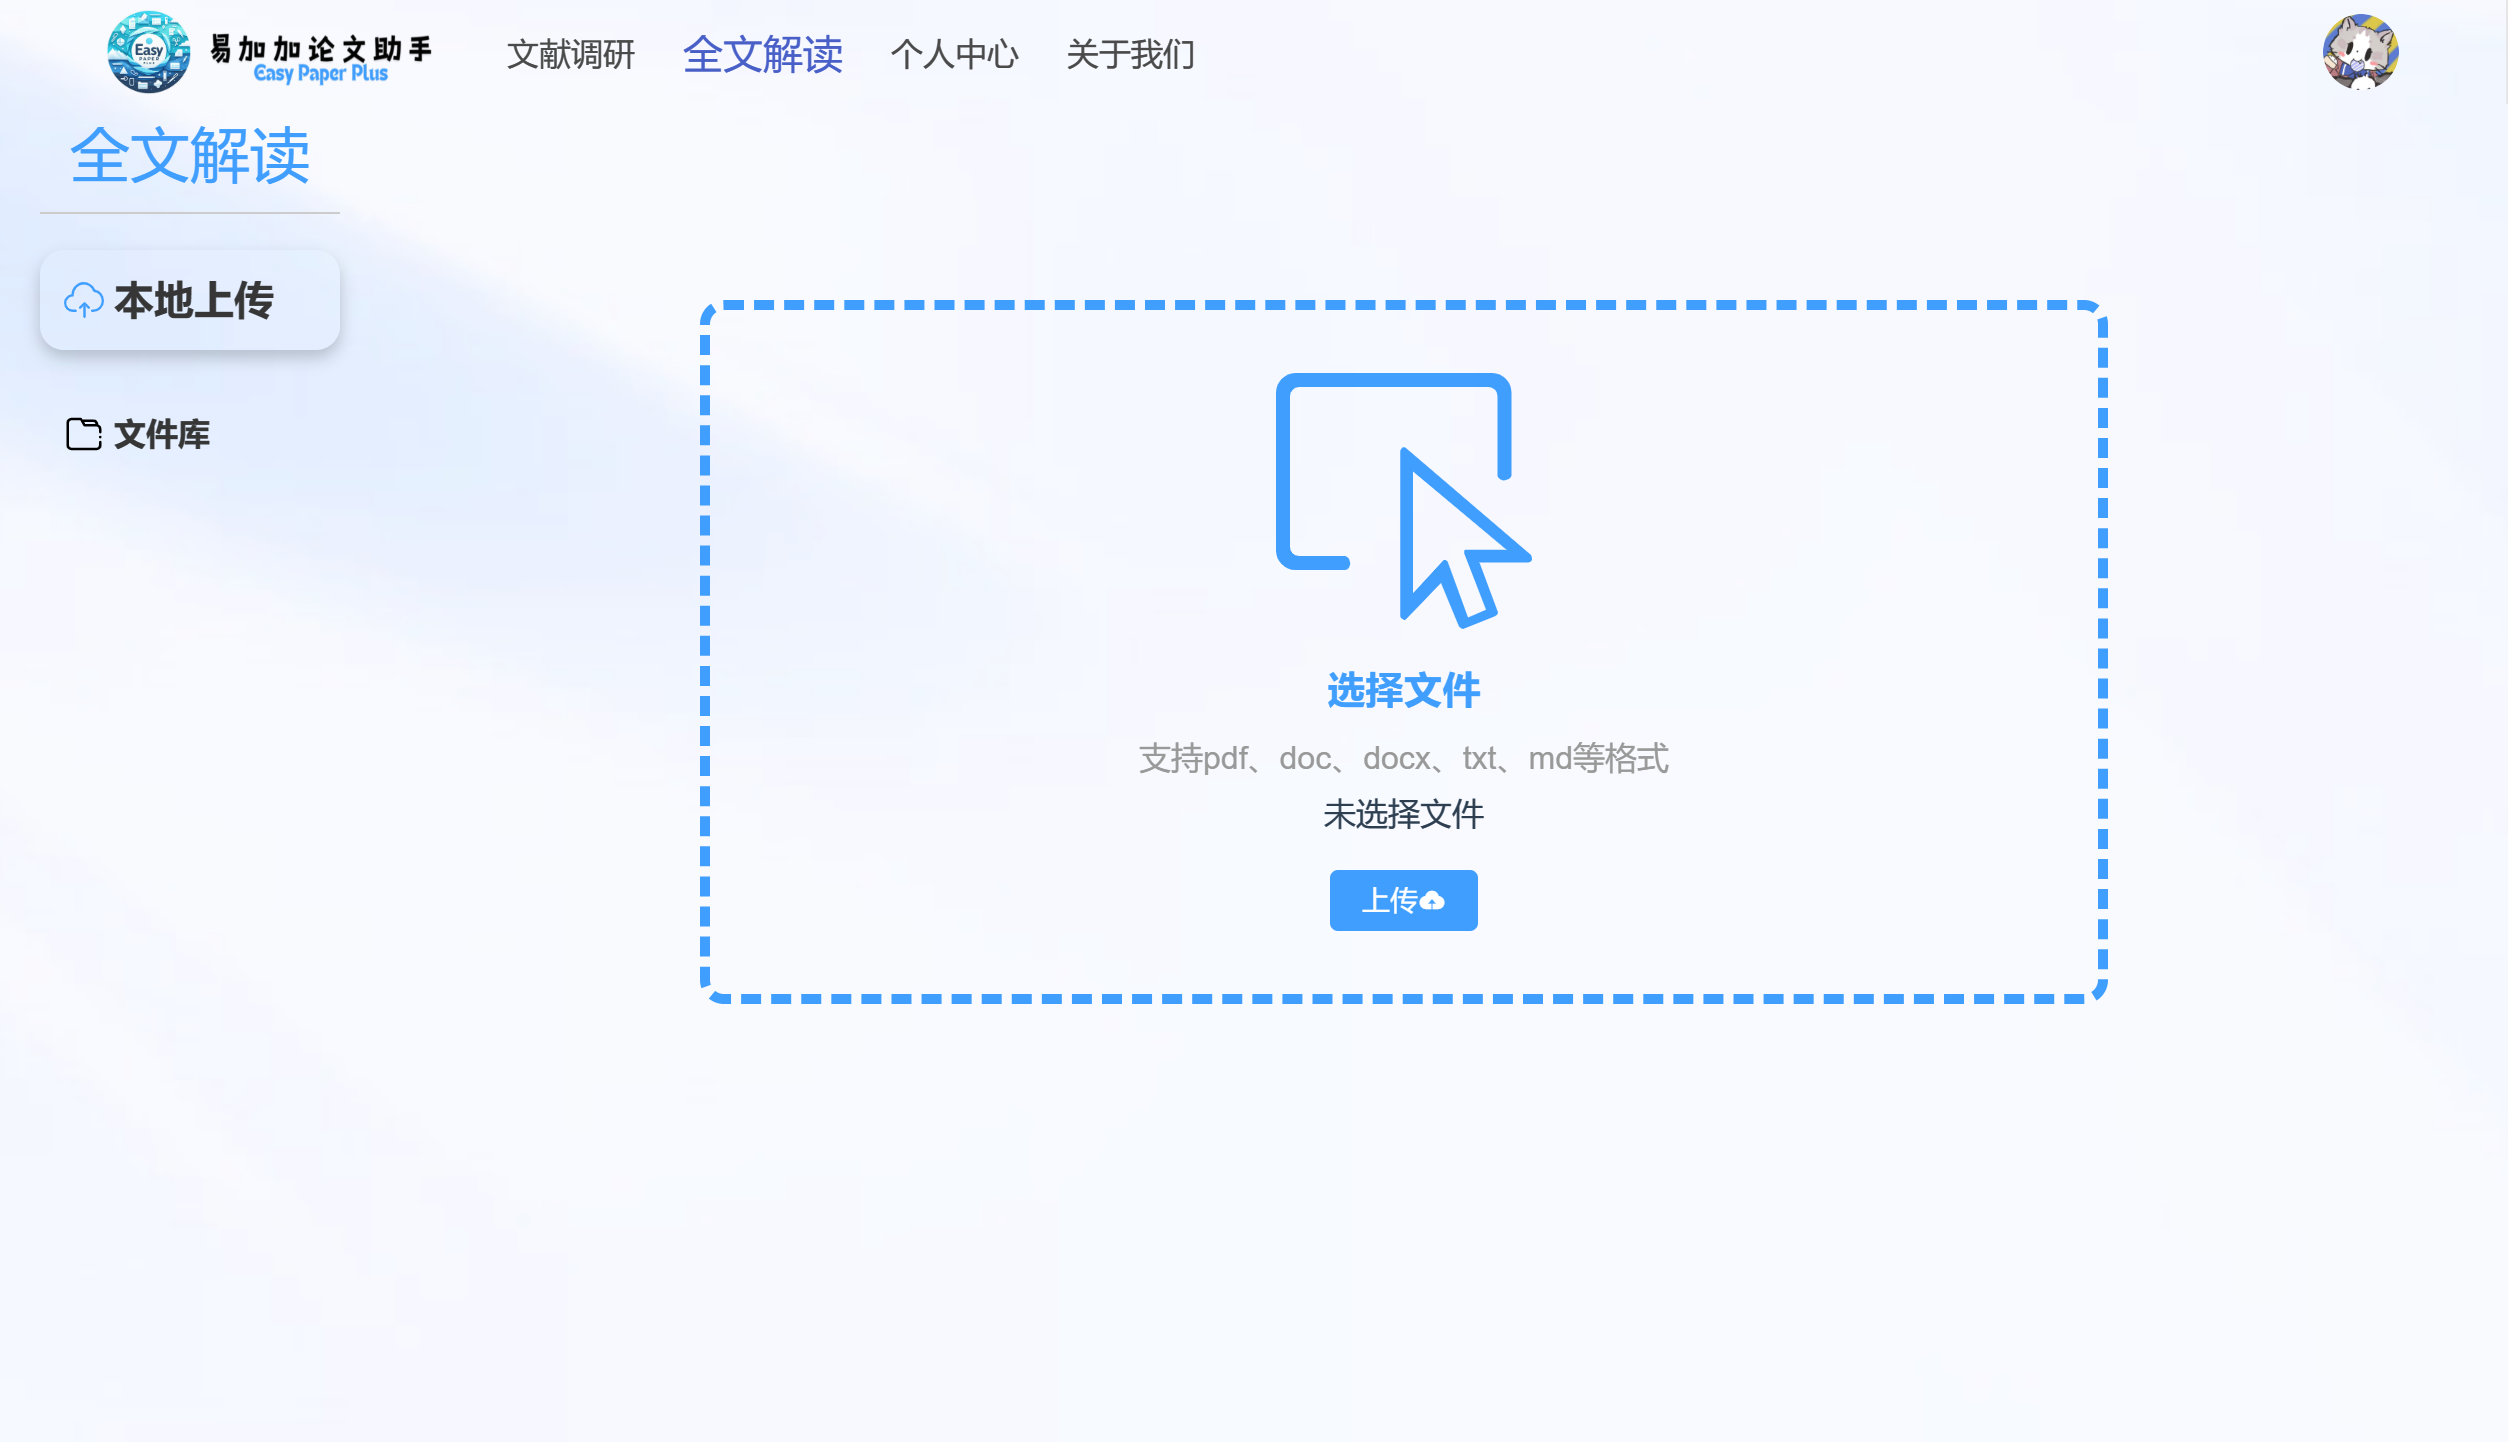 Easy
PAPER
PLUS
易加加论文助手
Easy Paper Plus
文献调研
全文解读
个人中心
关于我们
全文解读
本地上传
文件库
选择文件
支持pdf、doc、docx、txt、md等格式
未选择文件
上传